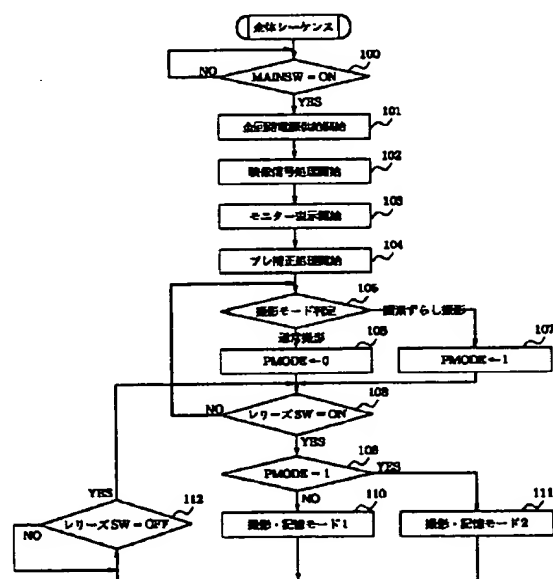 全体シーケンス
100
MAINSW = ON
NO
YES
101
全回路電源供給開始
102
映像信号処理開始
103
モニター表示開始
104
ブレ補正処理開始
105
撮影モード判定
画素ずらし撮影
通常撮影
106
107
PMODE←0
PMODE←1
108
レリーズSW = ON
NO
YES
109
PMODE = 1
YES
NO
110
111
撮影・記憶モード1
撮影・記憶モード2
YES
112
レリーズSW = OFF
NO